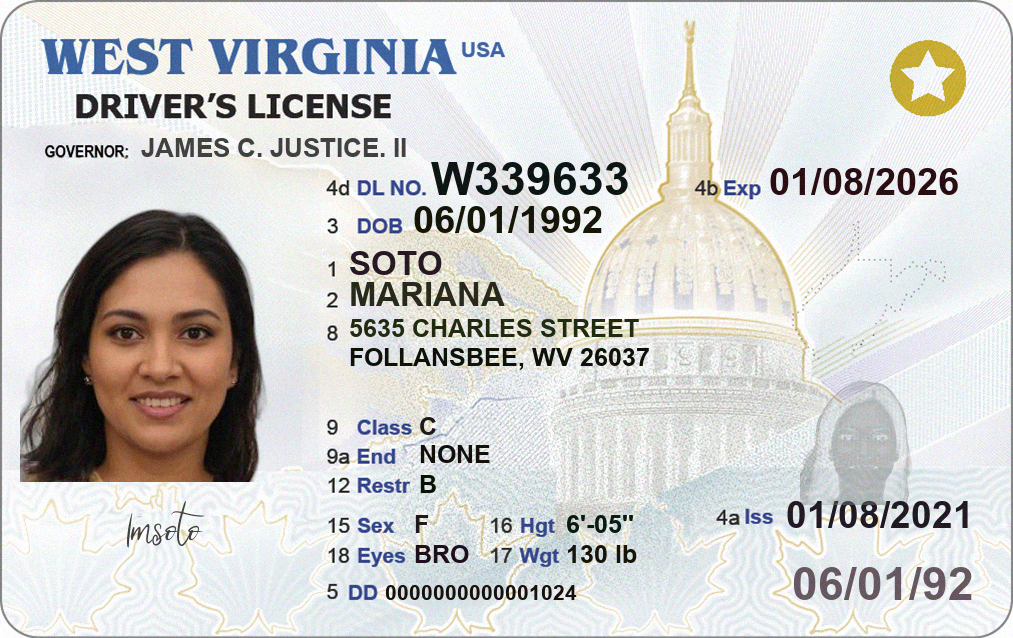 WEST VIRGINIA USA
DRIVER'S LICENSE
GOVERNOR: JAMES C. JUSTICE. II
4d DL NO. W339633 4b Exp 01/08/2026
3 DOB 06/01/1992
1 SOTO
2 MARIANA
8 5635 CHARLES STREET
FOLLANSBEE, WV 26037
9 Class C
9a End NONE
12 Restr B
15 Sex F 16 Hgt 6'-05" 4a Iss 01/08/2021
18 Eyes BRO 17 Wgt 130 lb
5 DD 0000000000001024
06/01/92
lmsoto